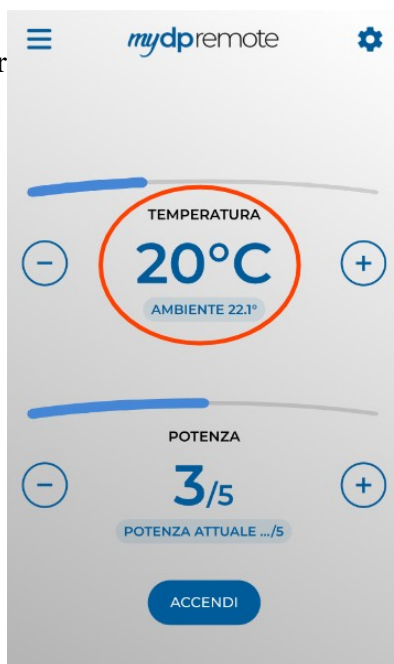 mydpremote
r
TEMPERATURA
− 20°C +
AMBIENTE 22.1°
POTENZA
− 3/5 +
POTENZA ATTUALE .../5
ACCENDI